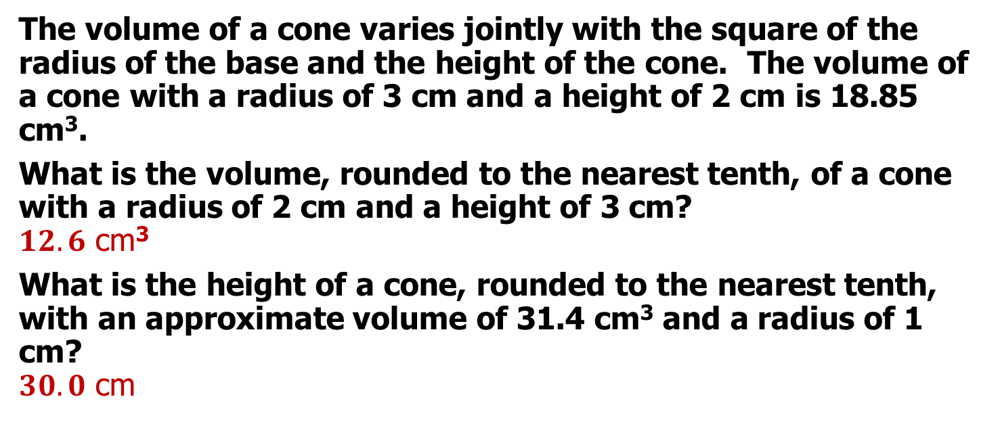 The volume of a cone varies jointly with the square of the
radius of the base and the height of the cone.  The volume of
a cone with a radius of 3 cm and a height of 2 cm is 18.85
cm³.
What is the volume, rounded to the nearest tenth, of a cone
with a radius of 2 cm and a height of 3 cm?
12.6 cm³
What is the height of a cone, rounded to the nearest tenth,
with an approximate volume of 31.4 cm³ and a radius of 1
cm?
30.0 cm